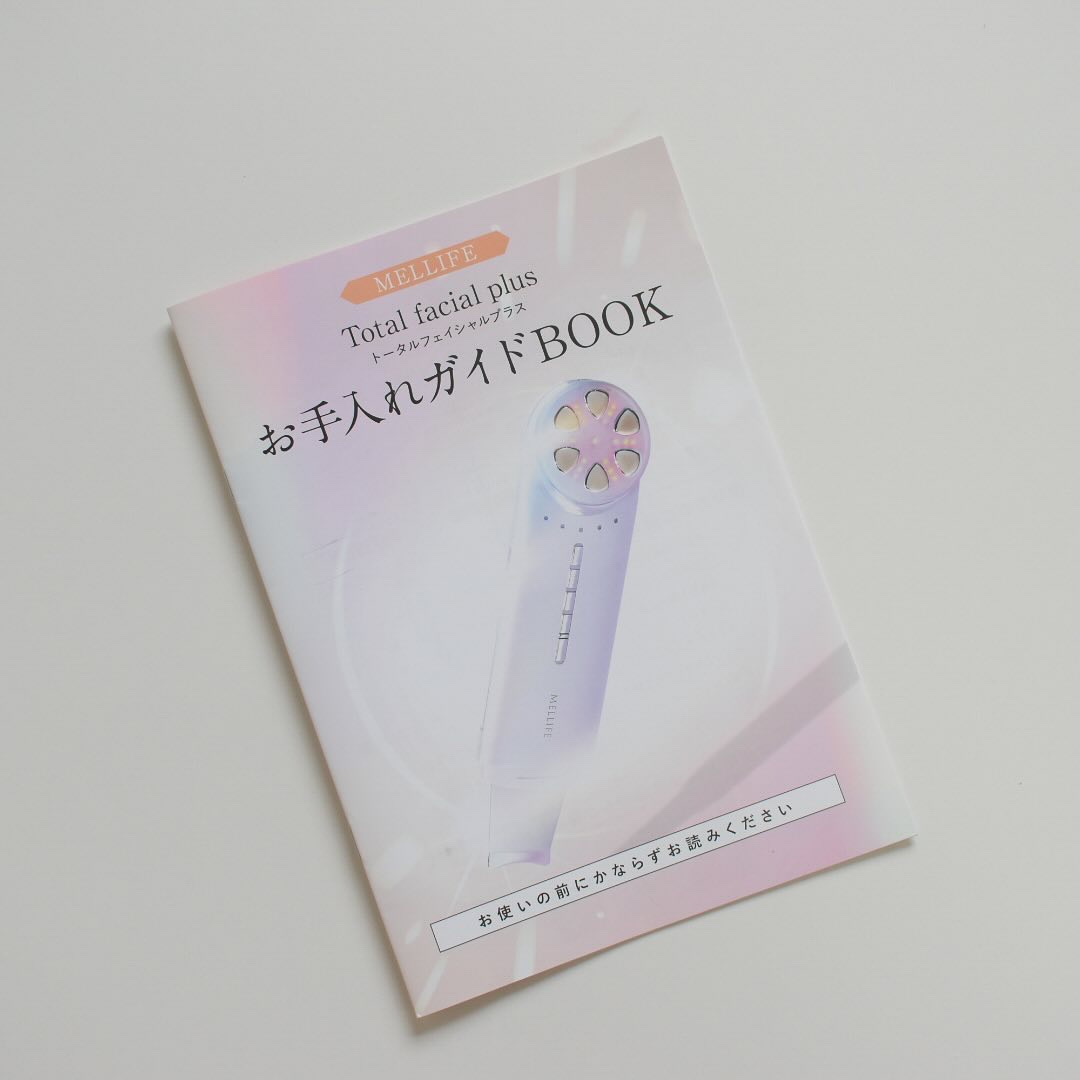 MELLIFE
Total facial plus
トータルフェイシャルプラス
お手入れガイドBOOK
MELLIFE
お使いの前にかならずお読みください